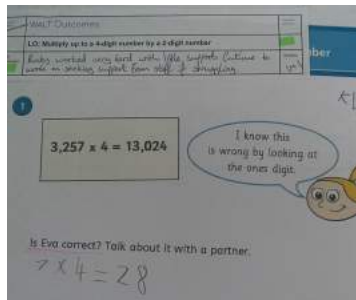 WALT Outcomes
LO: Multiply up to a 4-digit number by a 2-digit number
Ruby worked very hard with little support. Continue to
work on seeking support from staff if struggling.
ber
1
3,257 x 4 = 13,024
I know this
is wrong by looking at
the ones digit.
Is Eva correct? Talk about it with a partner.
7 x 4 = 28